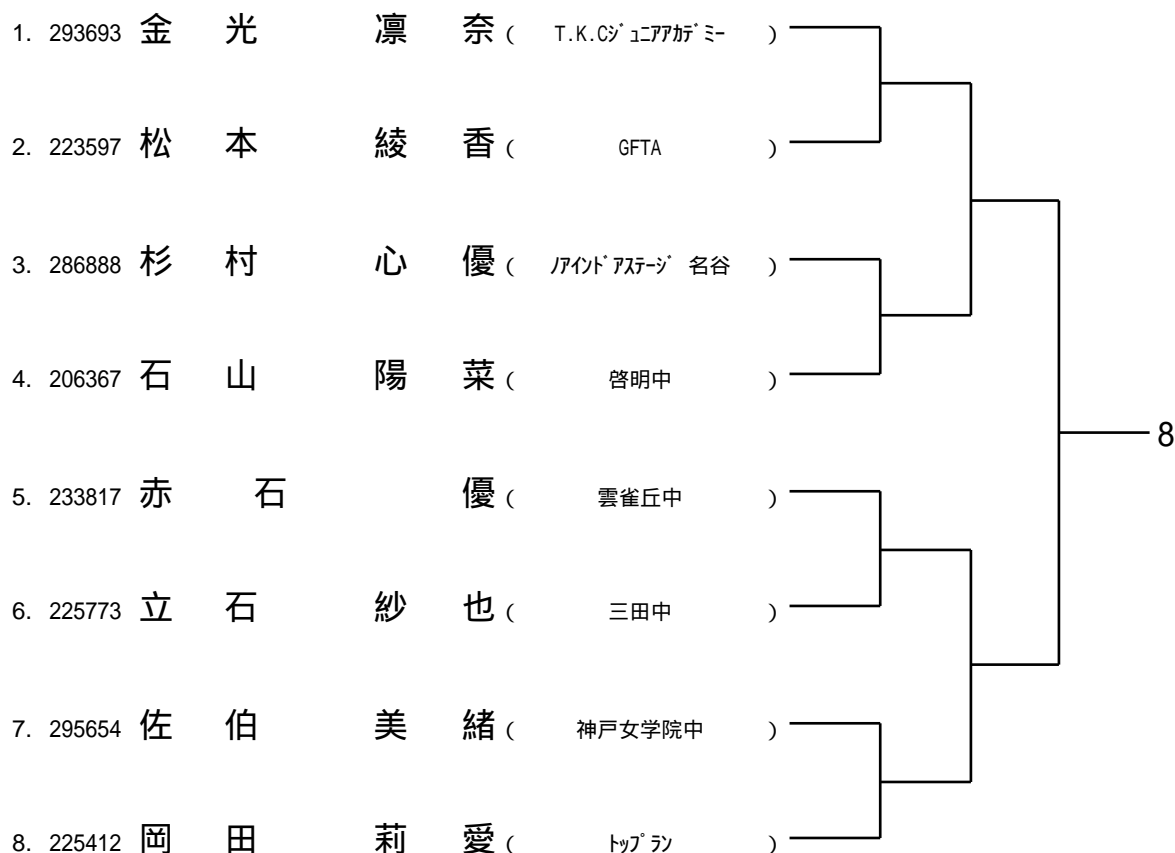 1. 293693 金 光 凛 奈 ( T.K.Cｼﾞｭﾆｱｱｶﾃﾞﾐｰ )
2. 223597 松 本 綾 香 ( GFTA )
3. 286888 杉 村 心 優 ( ﾉｱｲﾝﾄﾞｱｽﾃｰｼﾞ 名谷 )
4. 206367 石 山 陽 菜 ( 啓明中 )
8
5. 233817 赤 石 優 ( 雲雀丘中 )
6. 225773 立 石 紗 也 ( 三田中 )
7. 295654 佐 伯 美 緒 ( 神戸女学院中 )
8. 225412 岡 田 莉 愛 ( ﾄｯﾌﾟﾗﾝ )